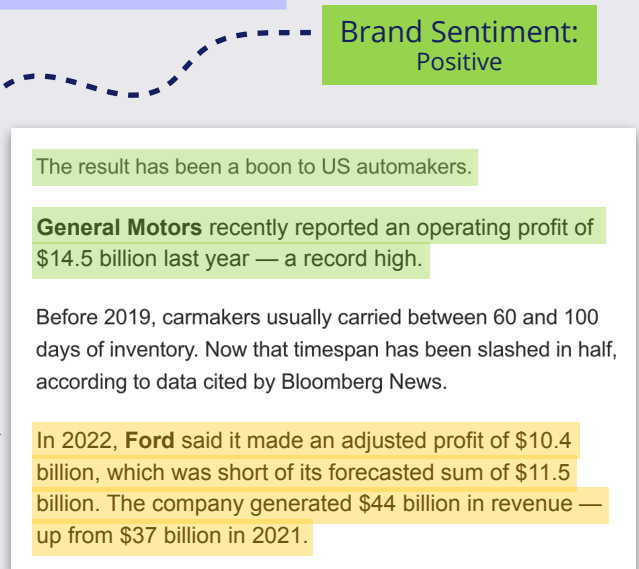 Brand Sentiment:
Positive
The result has been a boon to US automakers.
General Motors recently reported an operating profit of
$14.5 billion last year — a record high.
Before 2019, carmakers usually carried between 60 and 100
days of inventory. Now that timespan has been slashed in half,
according to data cited by Bloomberg News.
In 2022, Ford said it made an adjusted profit of $10.4
billion, which was short of its forecasted sum of $11.5
billion. The company generated $44 billion in revenue —
up from $37 billion in 2021.